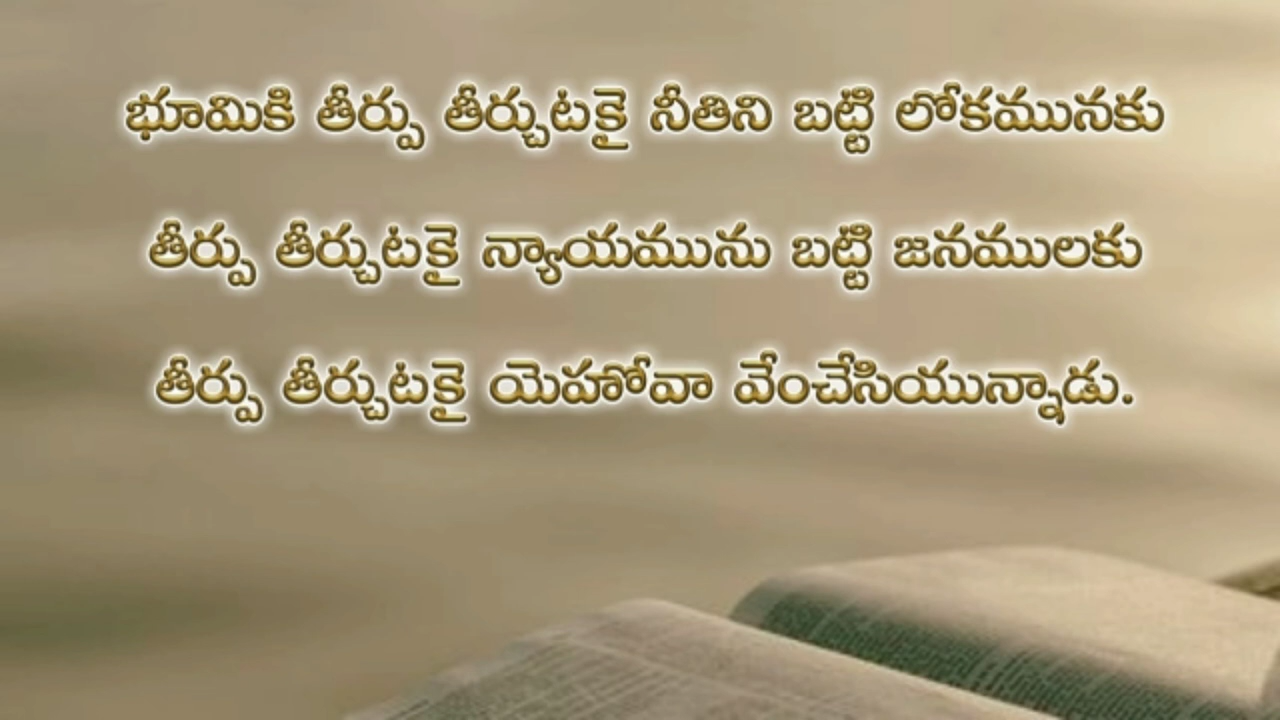 భూమికి తీర్పు తీర్చుటకై నీతిని బట్టి లోకమునకు
తీర్పు తీర్చుటకై న్యాయమును బట్టి జనములకు
తీర్పు తీర్చుటకై యెహోవా వేంచేసియున్నాడు.